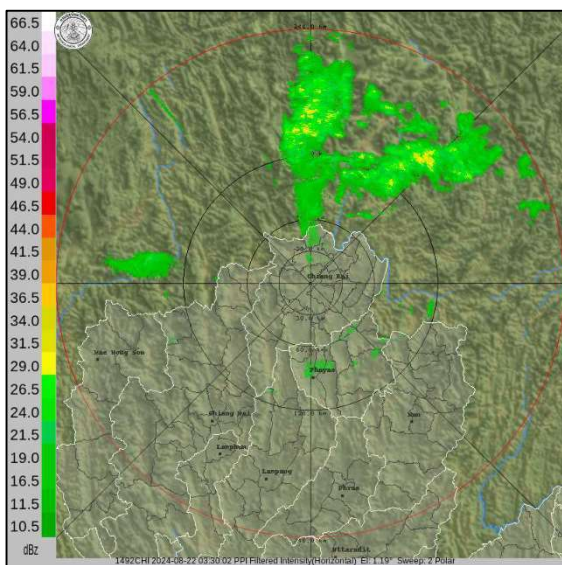 66.5
64.0
61.5
59.0
56.5
54.0
51.5
49.0
46.5
44.0
41.5
39.0
36.5
34.0
31.5
29.0
26.5
24.0
21.5
19.0
16.5
14.0
11.5
10.5
dBz
Chiang Rai
Mae Hong Son
Phayao
Chiang Mai
Nan
Lamphun
Lampang
Phrae
Uttaradit
1492CHI 2024-08-22 03:30:02 PPI Filtered Intensity(Horizontal) El: 1.19° Sweep: 2 Polar